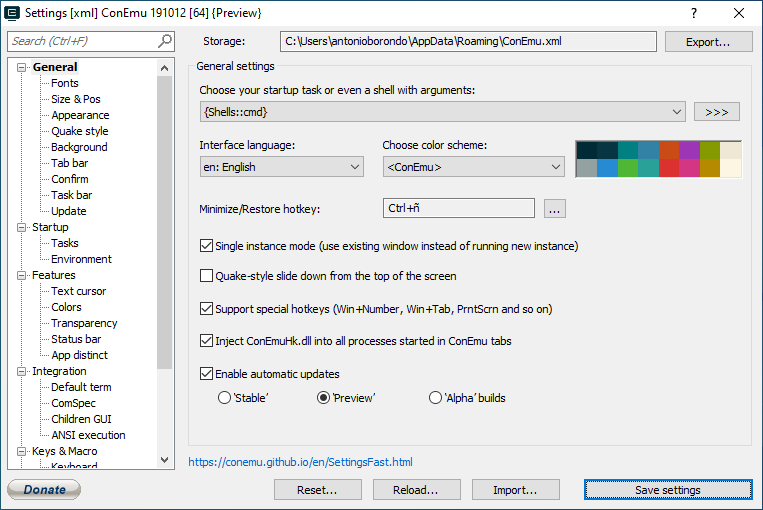 Settings [xml] ConEmu 191012 [64] {Preview}
?
Search (Ctrl+F)
Storage:
C:\Users\antonioborondo\AppData\Roaming\ConEmu.xml
Export...
General
Fonts
Size & Pos
Appearance
Quake style
Background
Tab bar
Confirm
Task bar
Update
Startup
Tasks
Environment
Features
Text cursor
Colors
Transparency
Status bar
App distinct
Integration
Default term
ComSpec
Children GUI
ANSI execution
Keys & Macro
Keyboard
General settings
Choose your startup task or even a shell with arguments:
{Shells::cmd}
>>>
Interface language:
Choose color scheme:
en: English
<ConEmu>
Minimize/Restore hotkey:
Ctrl+ñ
...
Single instance mode (use existing window instead of running new instance)
Quake-style slide down from the top of the screen
Support special hotkeys (Win+Number, Win+Tab, PrntScrn and so on)
Inject ConEmuHk.dll into all processes started in ConEmu tabs
Enable automatic updates
'Stable'
'Preview'
'Alpha' builds
https://conemu.github.io/en/SettingsFast.html
Donate
Reset...
Reload...
Import...
Save settings